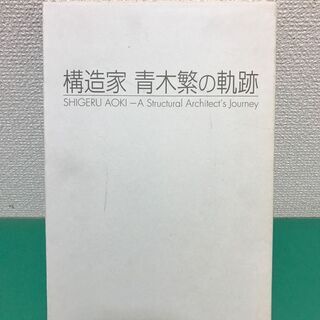 構造家 青木繁の軌跡
SHIGERU AOKI — A Structural Architect's Journey